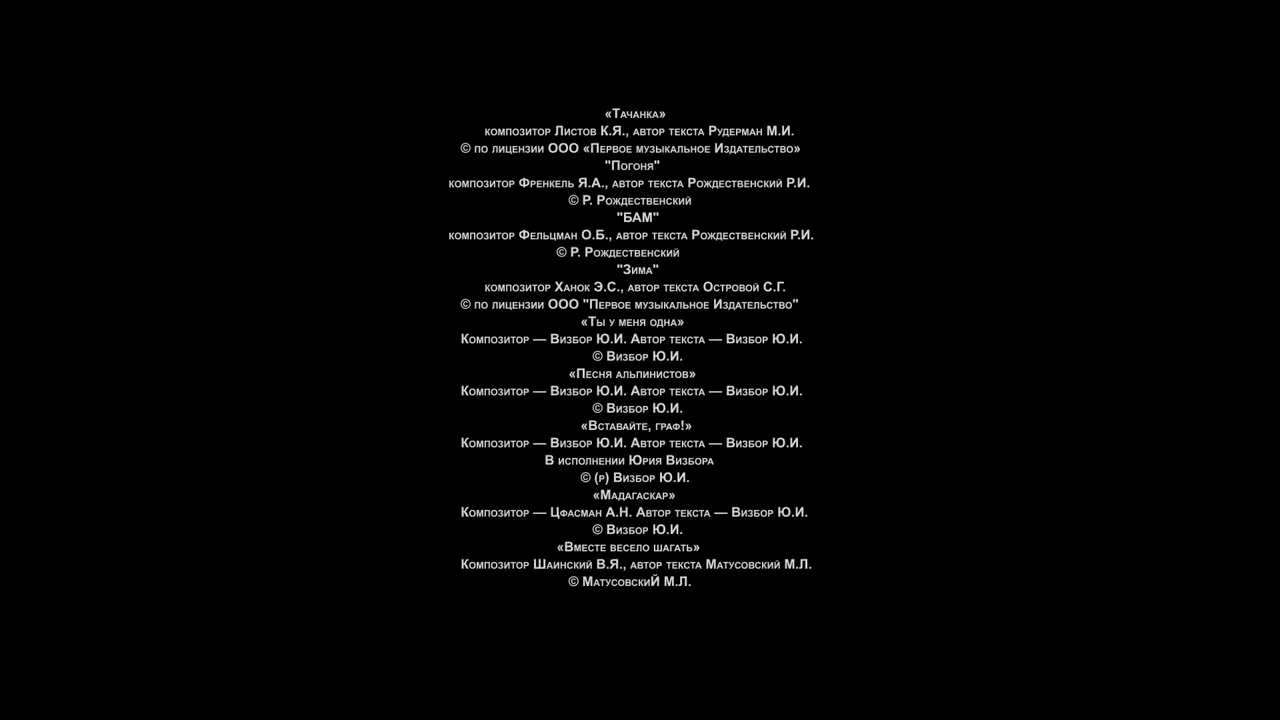 «Тачанка»
композитор Листов К.Я., автор текста Рудерман М.И.
© по лицензии ООО «Первое музыкальное Издательство»
"Погоня"
композитор Френкель Я.А., автор текста Рождественский Р.И.
© Р. Рождественский
"БАМ"
композитор Фельцман О.Б., автор текста Рождественский Р.И.
© Р. Рождественский
"Зима"
композитор Ханок Э.С., автор текста Островой С.Г.
© по лицензии ООО "Первое музыкальное Издательство"
«Ты у меня одна»
Композитор — Визбор Ю.И. Автор текста — Визбор Ю.И.
© Визбор Ю.И.
«Песня альпинистов»
Композитор — Визбор Ю.И. Автор текста — Визбор Ю.И.
© Визбор Ю.И.
«Вставайте, граф!»
Композитор — Визбор Ю.И. Автор текста — Визбор Ю.И.
В исполнении Юрия Визбора
© (р) Визбор Ю.И.
«Мадагаскар»
Композитор — Цфасман А.Н. Автор текста — Визбор Ю.И.
© Визбор Ю.И.
«Вместе весело шагать»
Композитор Шаинский В.Я., автор текста Матусовский М.Л.
© МатусовскиЙ М.Л.